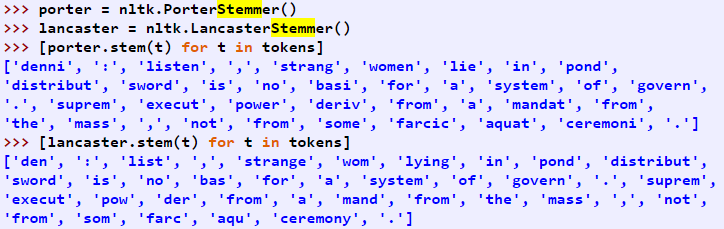 >>> porter = nltk.PorterStemmer()
>>> lancaster = nltk.LancasterStemmer()
>>> [porter.stem(t) for t in tokens]
['denni', ':', 'listen', ',', 'strang', 'women', 'lie', 'in', 'pond',
'distribut', 'sword', 'is', 'no', 'basi', 'for', 'a', 'system', 'of', 'govern',
'.', 'suprem', 'execut', 'power', 'deriv', 'from', 'a', 'mandat', 'from',
'the', 'mass', ',', 'not', 'from', 'some', 'farcic', 'aquat', 'ceremoni', '.']
>>> [lancaster.stem(t) for t in tokens]
['den', ':', 'list', ',', 'strange', 'wom', 'lying', 'in', 'pond', 'distribut',
'sword', 'is', 'no', 'bas', 'for', 'a', 'system', 'of', 'govern', '.', 'suprem',
'execut', 'pow', 'der', 'from', 'a', 'mand', 'from', 'the', 'mass', ',', 'not',
'from', 'som', 'farc', 'aqu', 'ceremony', '.']